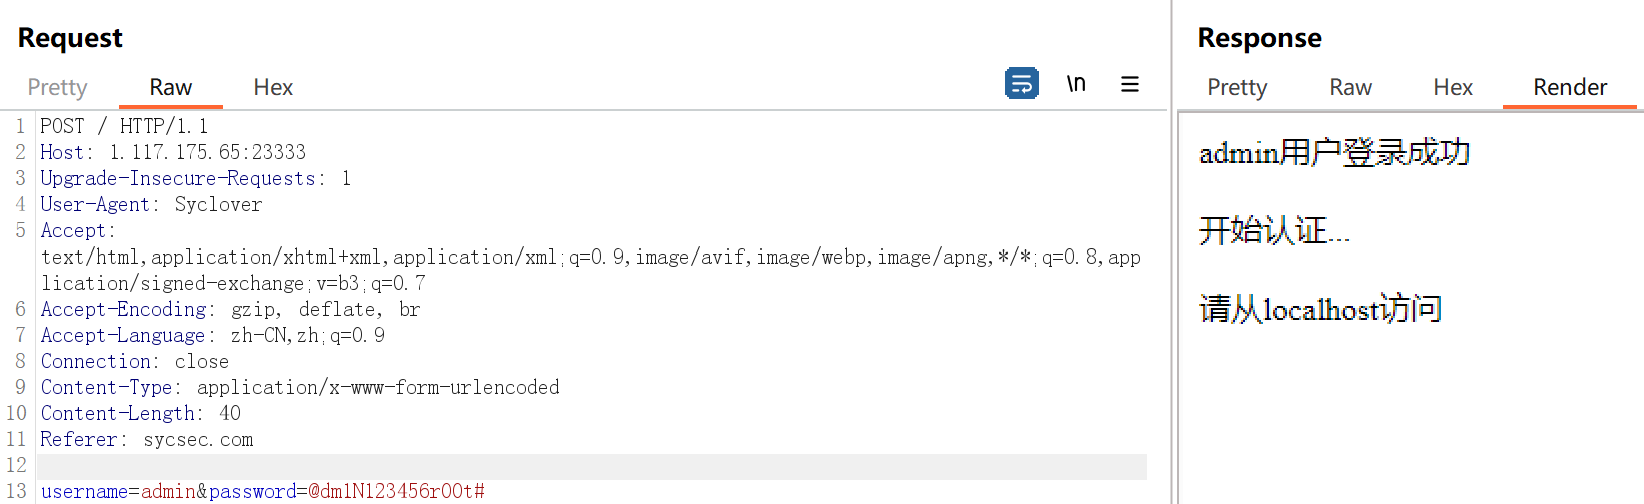 Request
Pretty Raw Hex \n
1 POST / HTTP/1.1
2 Host: 1.117.175.65:23333
3 Upgrade-Insecure-Requests: 1
4 User-Agent: Syclover
5 Accept:
text/html,application/xhtml+xml,application/xml;q=0.9,image/avif,image/webp,image/apng,*/*;q=0.8,app
lication/signed-exchange;v=b3;q=0.7
6 Accept-Encoding: gzip, deflate, br
7 Accept-Language: zh-CN,zh;q=0.9
8 Connection: close
9 Content-Type: application/x-www-form-urlencoded
10 Content-Length: 40
11 Referer: sycsec.com
12
13 username=admin&password=@dm1N123456r00t#
Response
Pretty Raw Hex Render
admin用户登录成功
开始认证...
请从localhost访问